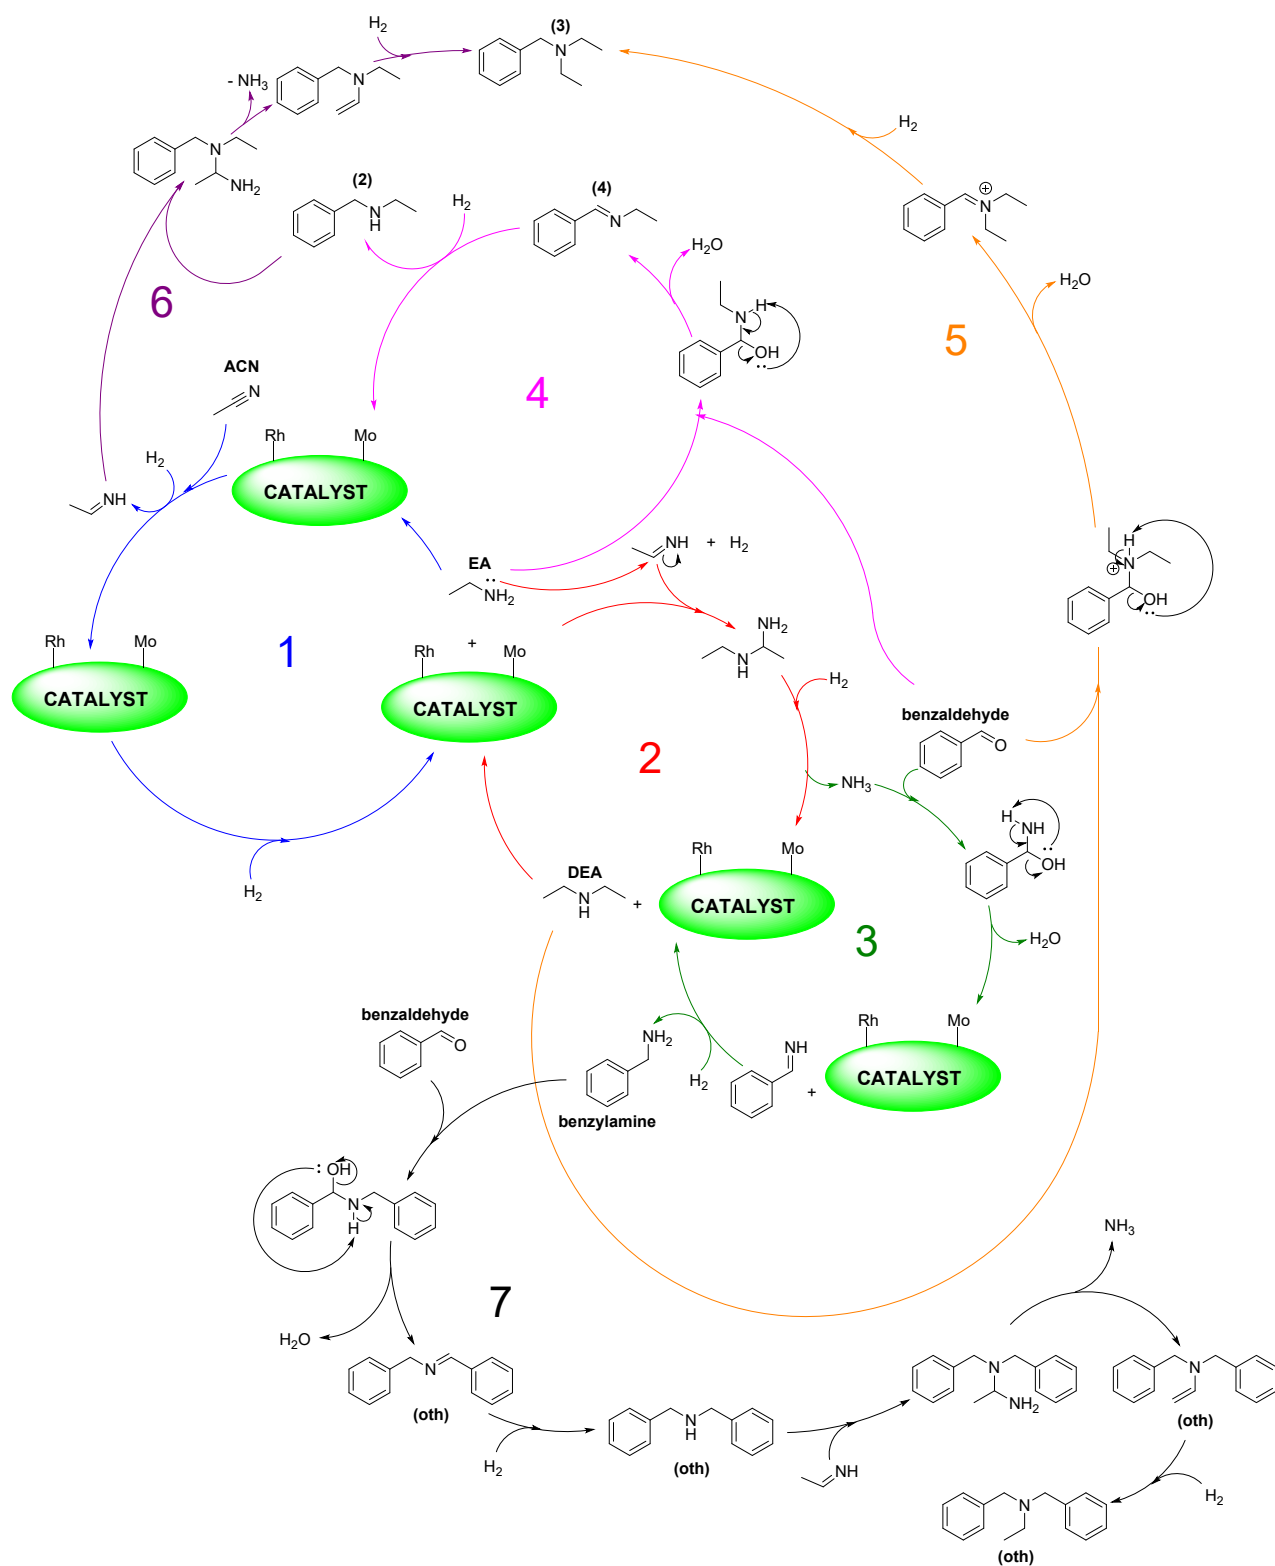 H2
(3)
N
- NH3
N
N
NH2
(2)
N
H
(4)
N
H2
H2O
H2
⊕
N
H2O
N
H
OH
6
5
4
ACN
N
Rh
Mo
H2
NH
CATALYST
EA
NH2
NH
+ H2
H
N
⊕
OH
NH2
N
H
Rh
Mo
1
+
Rh
Mo
CATALYST
CATALYST
H2
benzaldehyde
O
2
NH3
H
NH
OH
H2
Rh
Mo
DEA
N
H
+
CATALYST
3
H2O
benzaldehyde
O
NH2
NH
H2
Rh
Mo
+
CATALYST
benzylamine
OH
N
H
7
H2O
N
(oth)
H2
N
H
(oth)
NH
NH3
N
NH2
N
(oth)
H2
N
(oth)